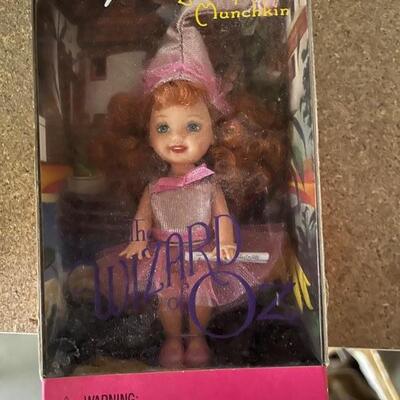 Munchkin
The
WIZARD
of Oz
WARNING: